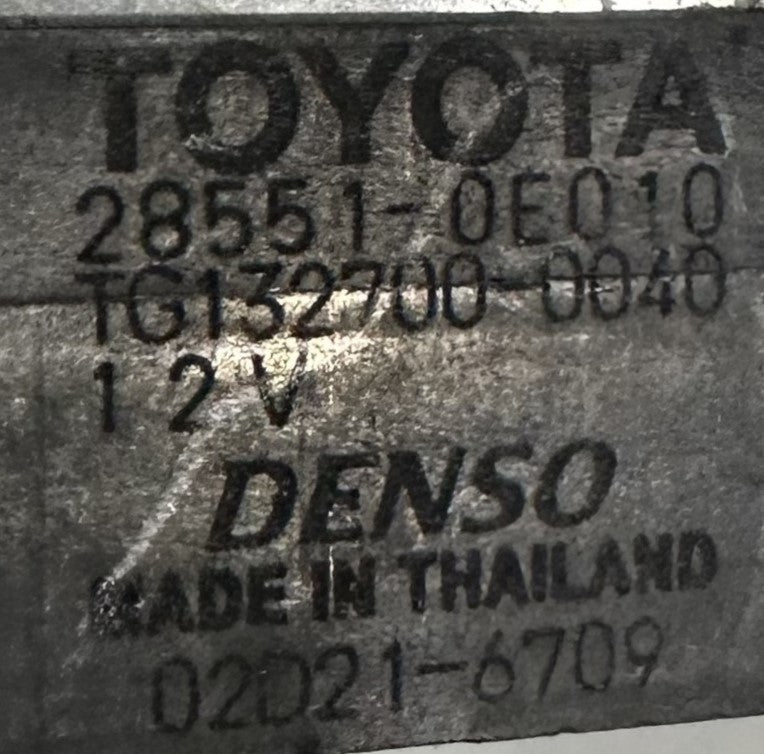 TOYOTA
28551-0E010
TG132700-0040
12V
DENSO
MADE IN THAILAND
02D21-6709